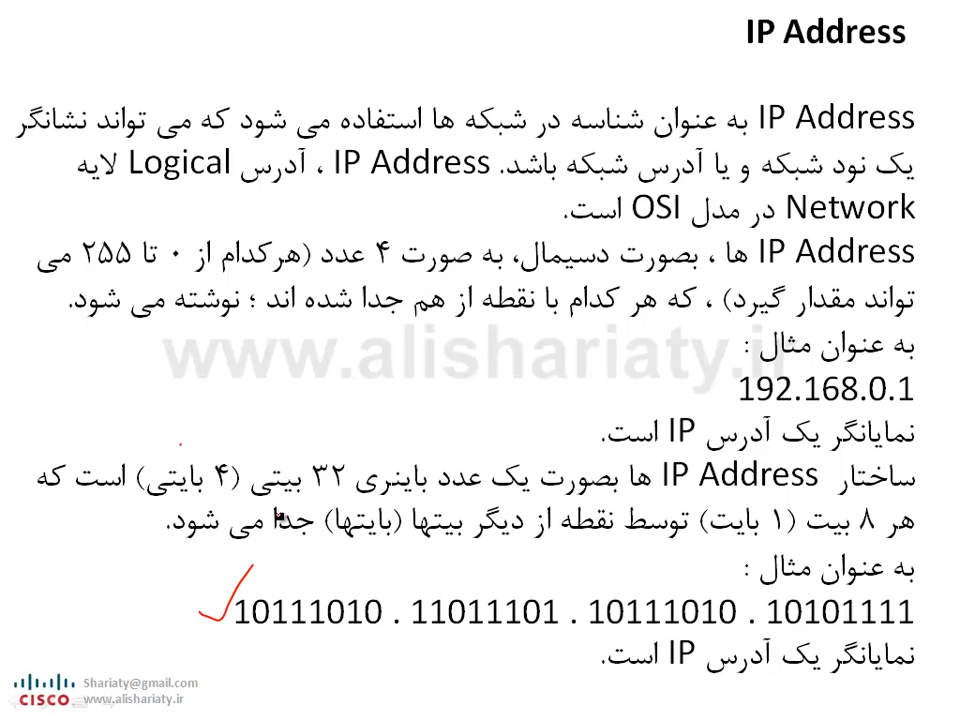 IP Address
IP Address به عنوان شناسه در شبکه ها استفاده می شود که می تواند نشانگر
یک نود شبکه و یا آدرس شبکه باشد. IP Address ، آدرس Logical لایه
Network در مدل OSI است.
IP Address ها ، بصورت دسیمال، به صورت ۴ عدد (هرکدام از ۰ تا ۲۵۵ می
تواند مقدار گیرد) ، که هر کدام با نقطه از هم جدا شده اند ؛ نوشته می شود.
به عنوان مثال :
www.alishariaty.ir
192.168.0.1
نمایانگر یک آدرس IP است.
ساختار IP Address ها بصورت یک عدد باینری ۳۲ بیتی (۴ بایتی) است که
هر ۸ بیت (۱ بایت) توسط نقطه از دیگر بیتها (بایتها) جدا می شود.
به عنوان مثال :
10111010 . 11011101 . 10111010 . 10101111
نمایانگر یک آدرس IP است.
Shariaty@gmail.com
CISCO www.alishariaty.ir